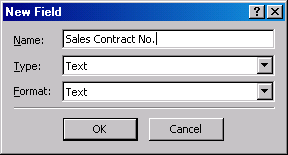 New Field
Name: Sales Contract No.
Type: Text
Format: Text
OK Cancel